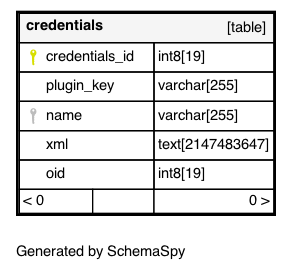 credentials [table]
credentials_id int8[19]
plugin_key varchar[255]
name varchar[255]
xml text[2147483647]
oid int8[19]
< 0 0 >
Generated by SchemaSpy